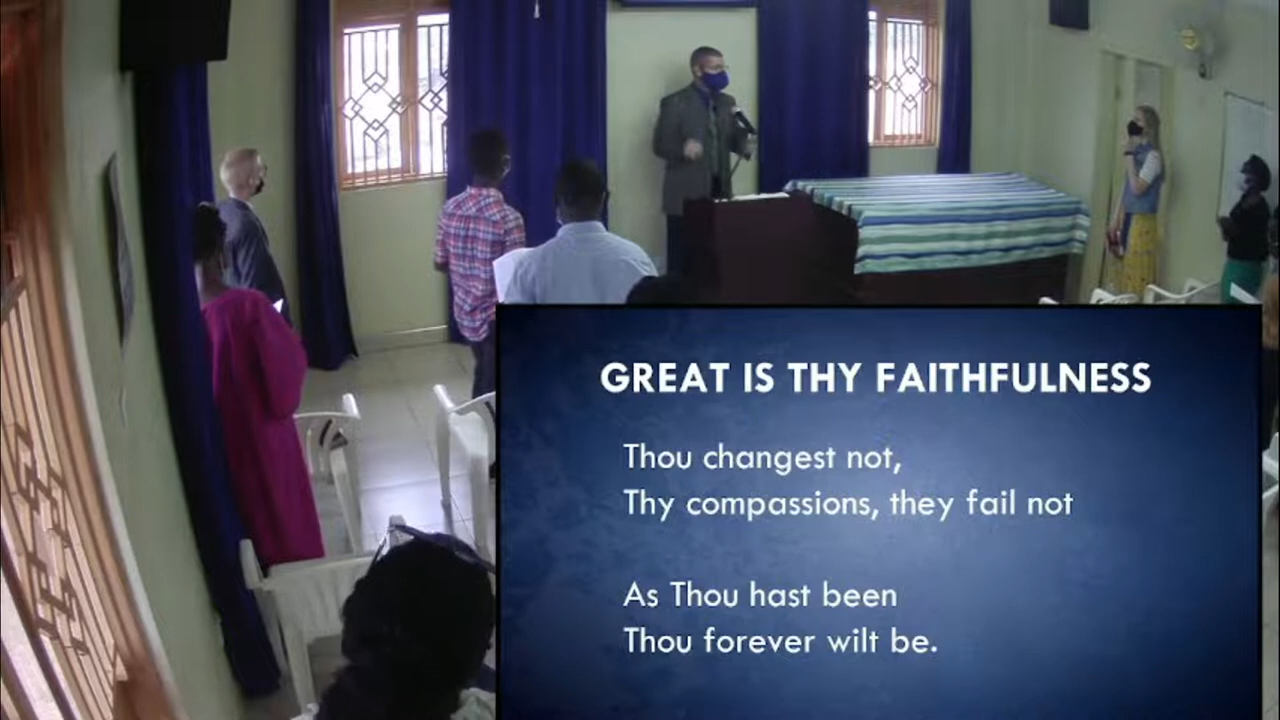 GREAT IS THY FAITHFULNESS
Thou changest not,
Thy compassions, they fail not
As Thou hast been
Thou forever wilt be.